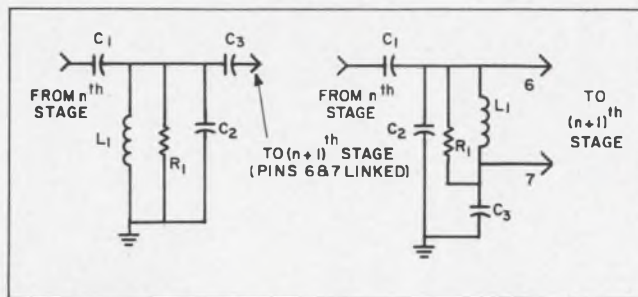 C1
C3
FROM nth
STAGE
L1
R1
C2
TO (n+1)th STAGE
(PINS 6&7 LINKED)
C1
6
FROM nth
STAGE
C2
R1
L1
TO
(n+1)th
STAGE
7
C3